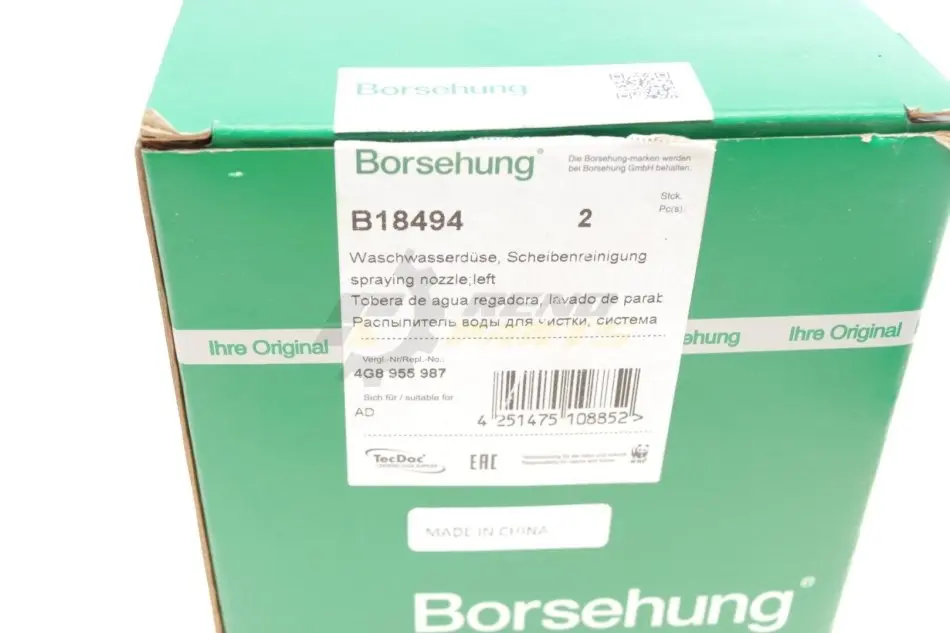 Borsehung
Borsehung®
Die Borsehung-marken werden
bei Borsehung GmbH behalten.
B18494
2
Stck.
Pc(s).
Waschwasserdüse, Scheibenreinigung
spraying nozzle;left
Tobera de agua regadora, lavado de parab
Распылитель воды для чистки, система
Ihre Original
sehung
Ihre Original
Vergl.-Nr/Repl.-No.:
4G8 955 987
Sich für / suitable for
AD
4 251475 108852>
TecDoc
EAC
WWF
MADE IN CHINA
Borsehung®